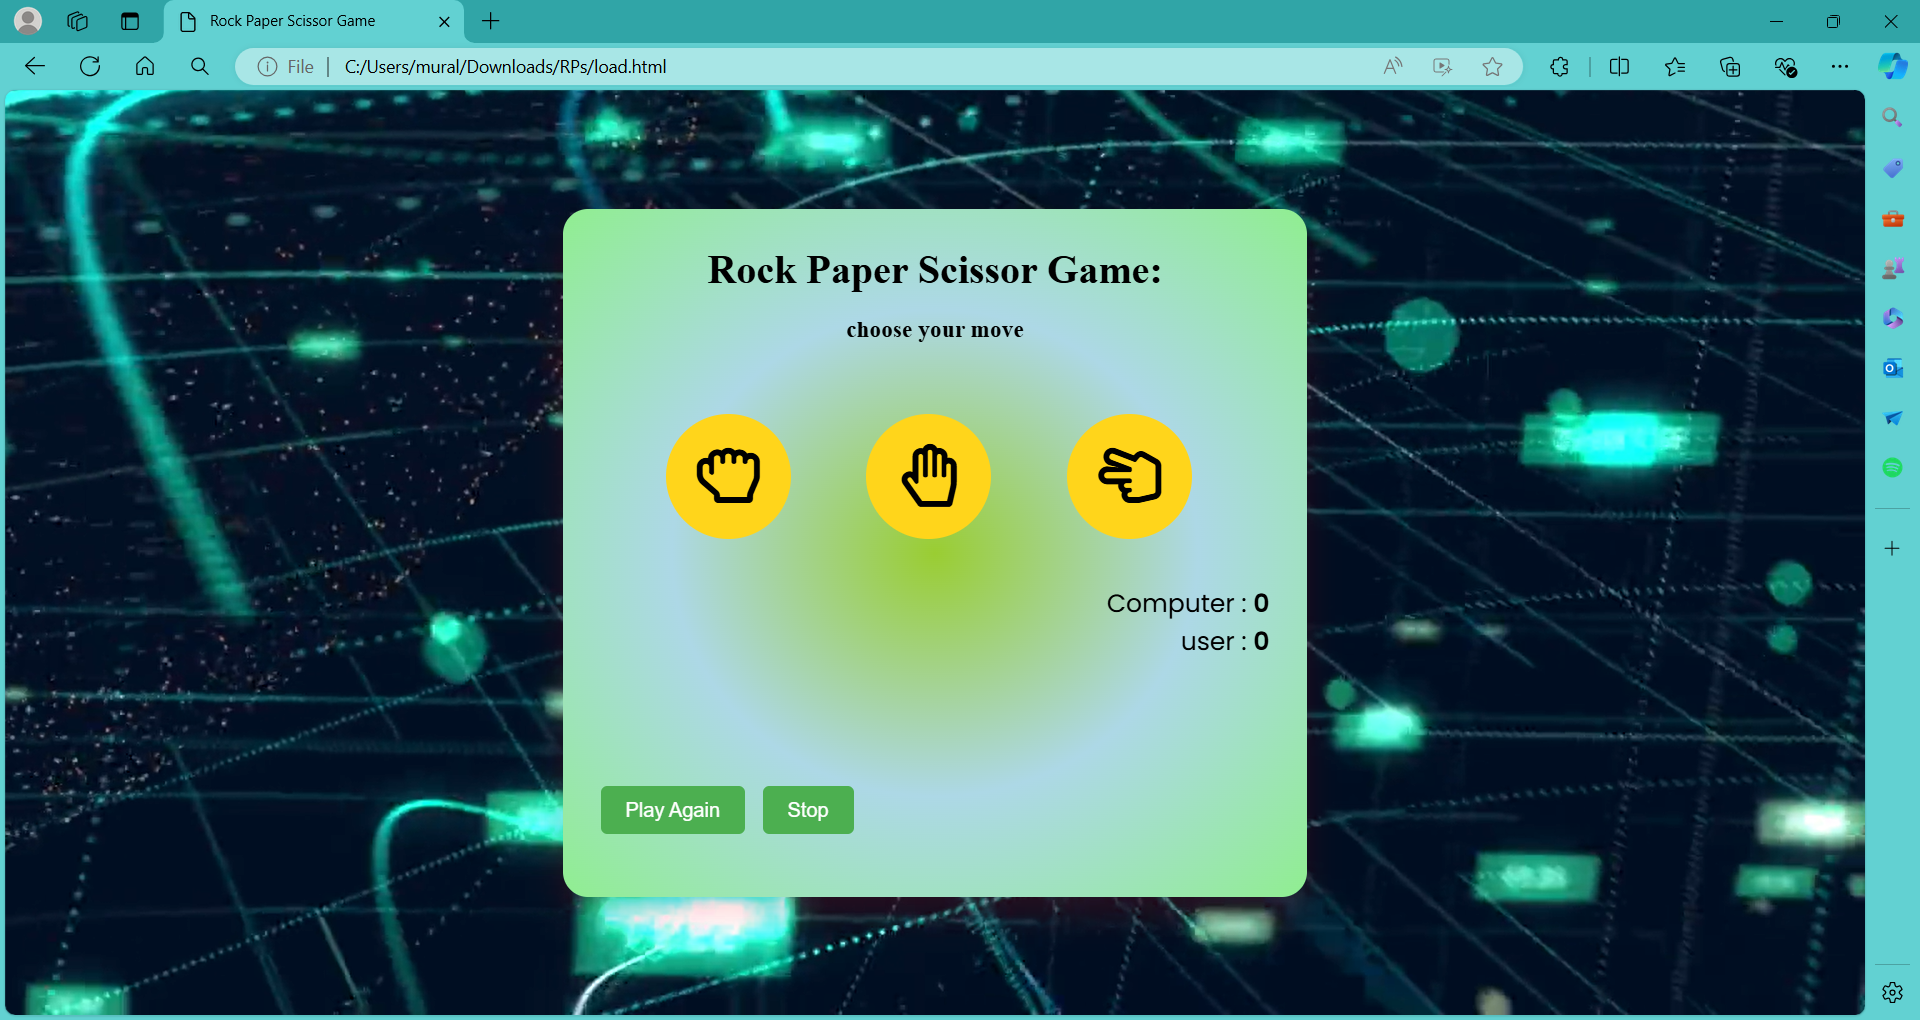 Rock Paper Scissor Game
File | C:/Users/mural/Downloads/RPs/load.html
Rock Paper Scissor Game:
choose your move
Computer : 0
user : 0
Play Again
Stop